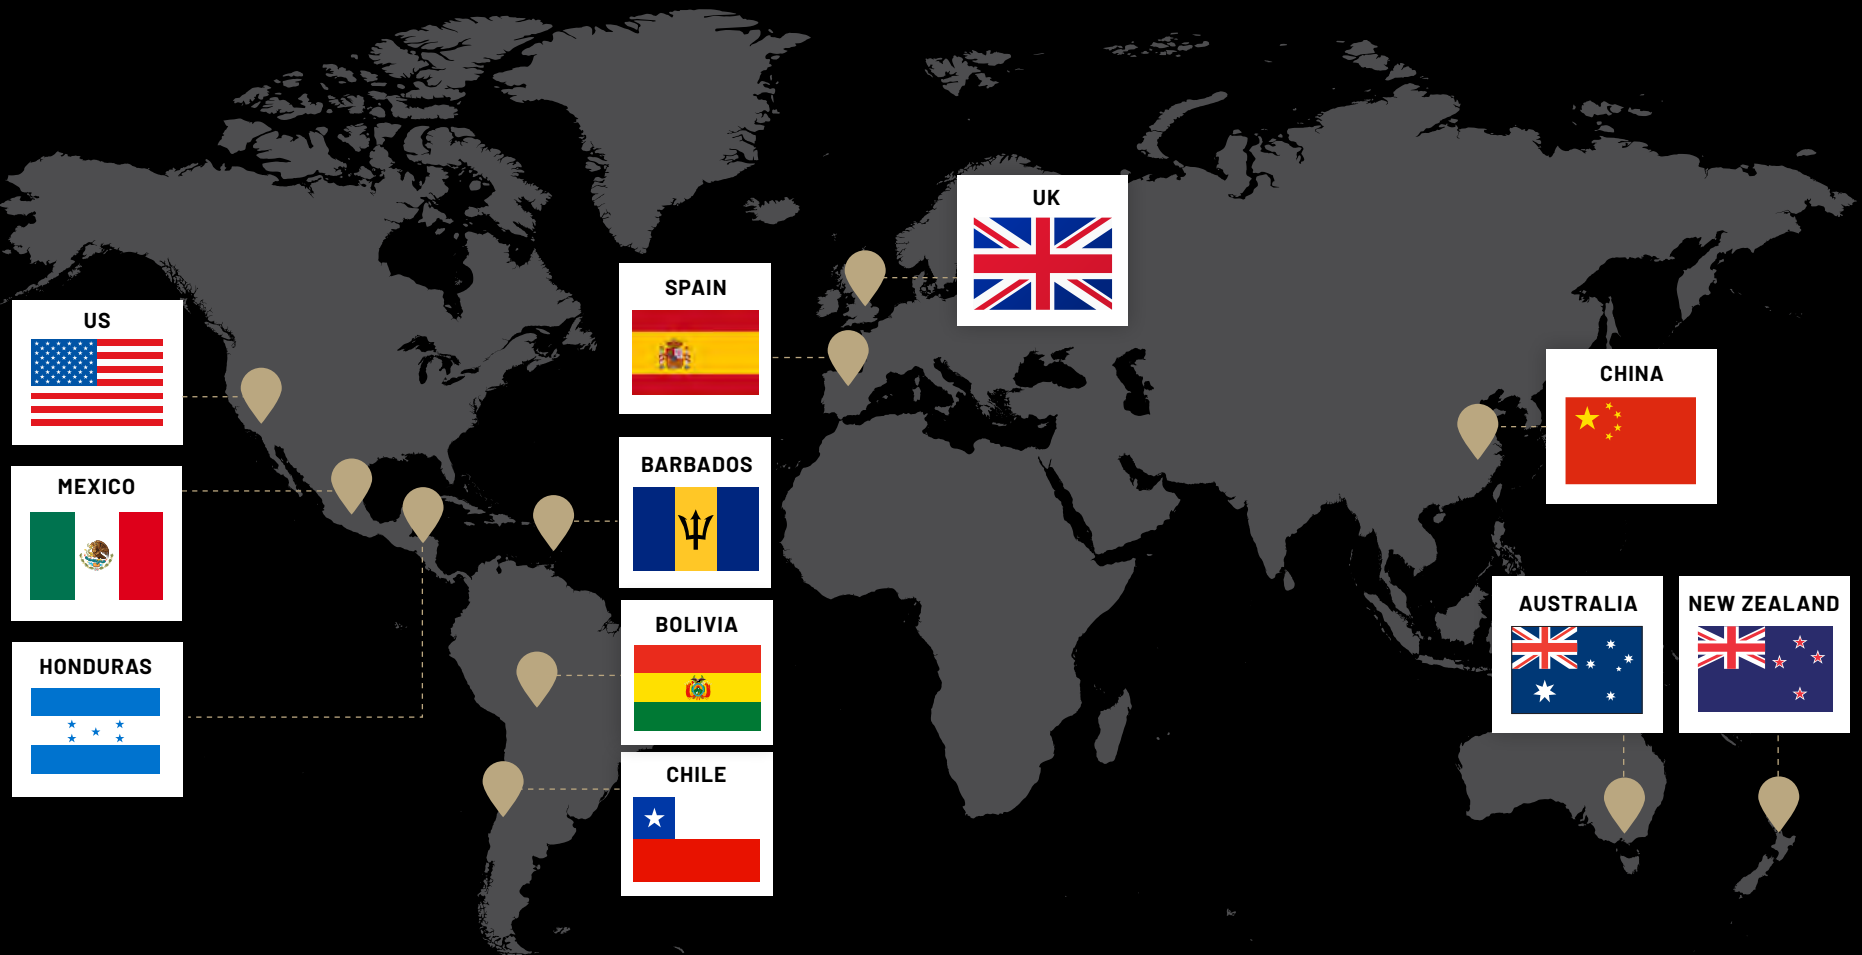 US
MEXICO
HONDURAS
SPAIN
BARBADOS
BOLIVIA
CHILE
UK
CHINA
AUSTRALIA
NEW ZEALAND